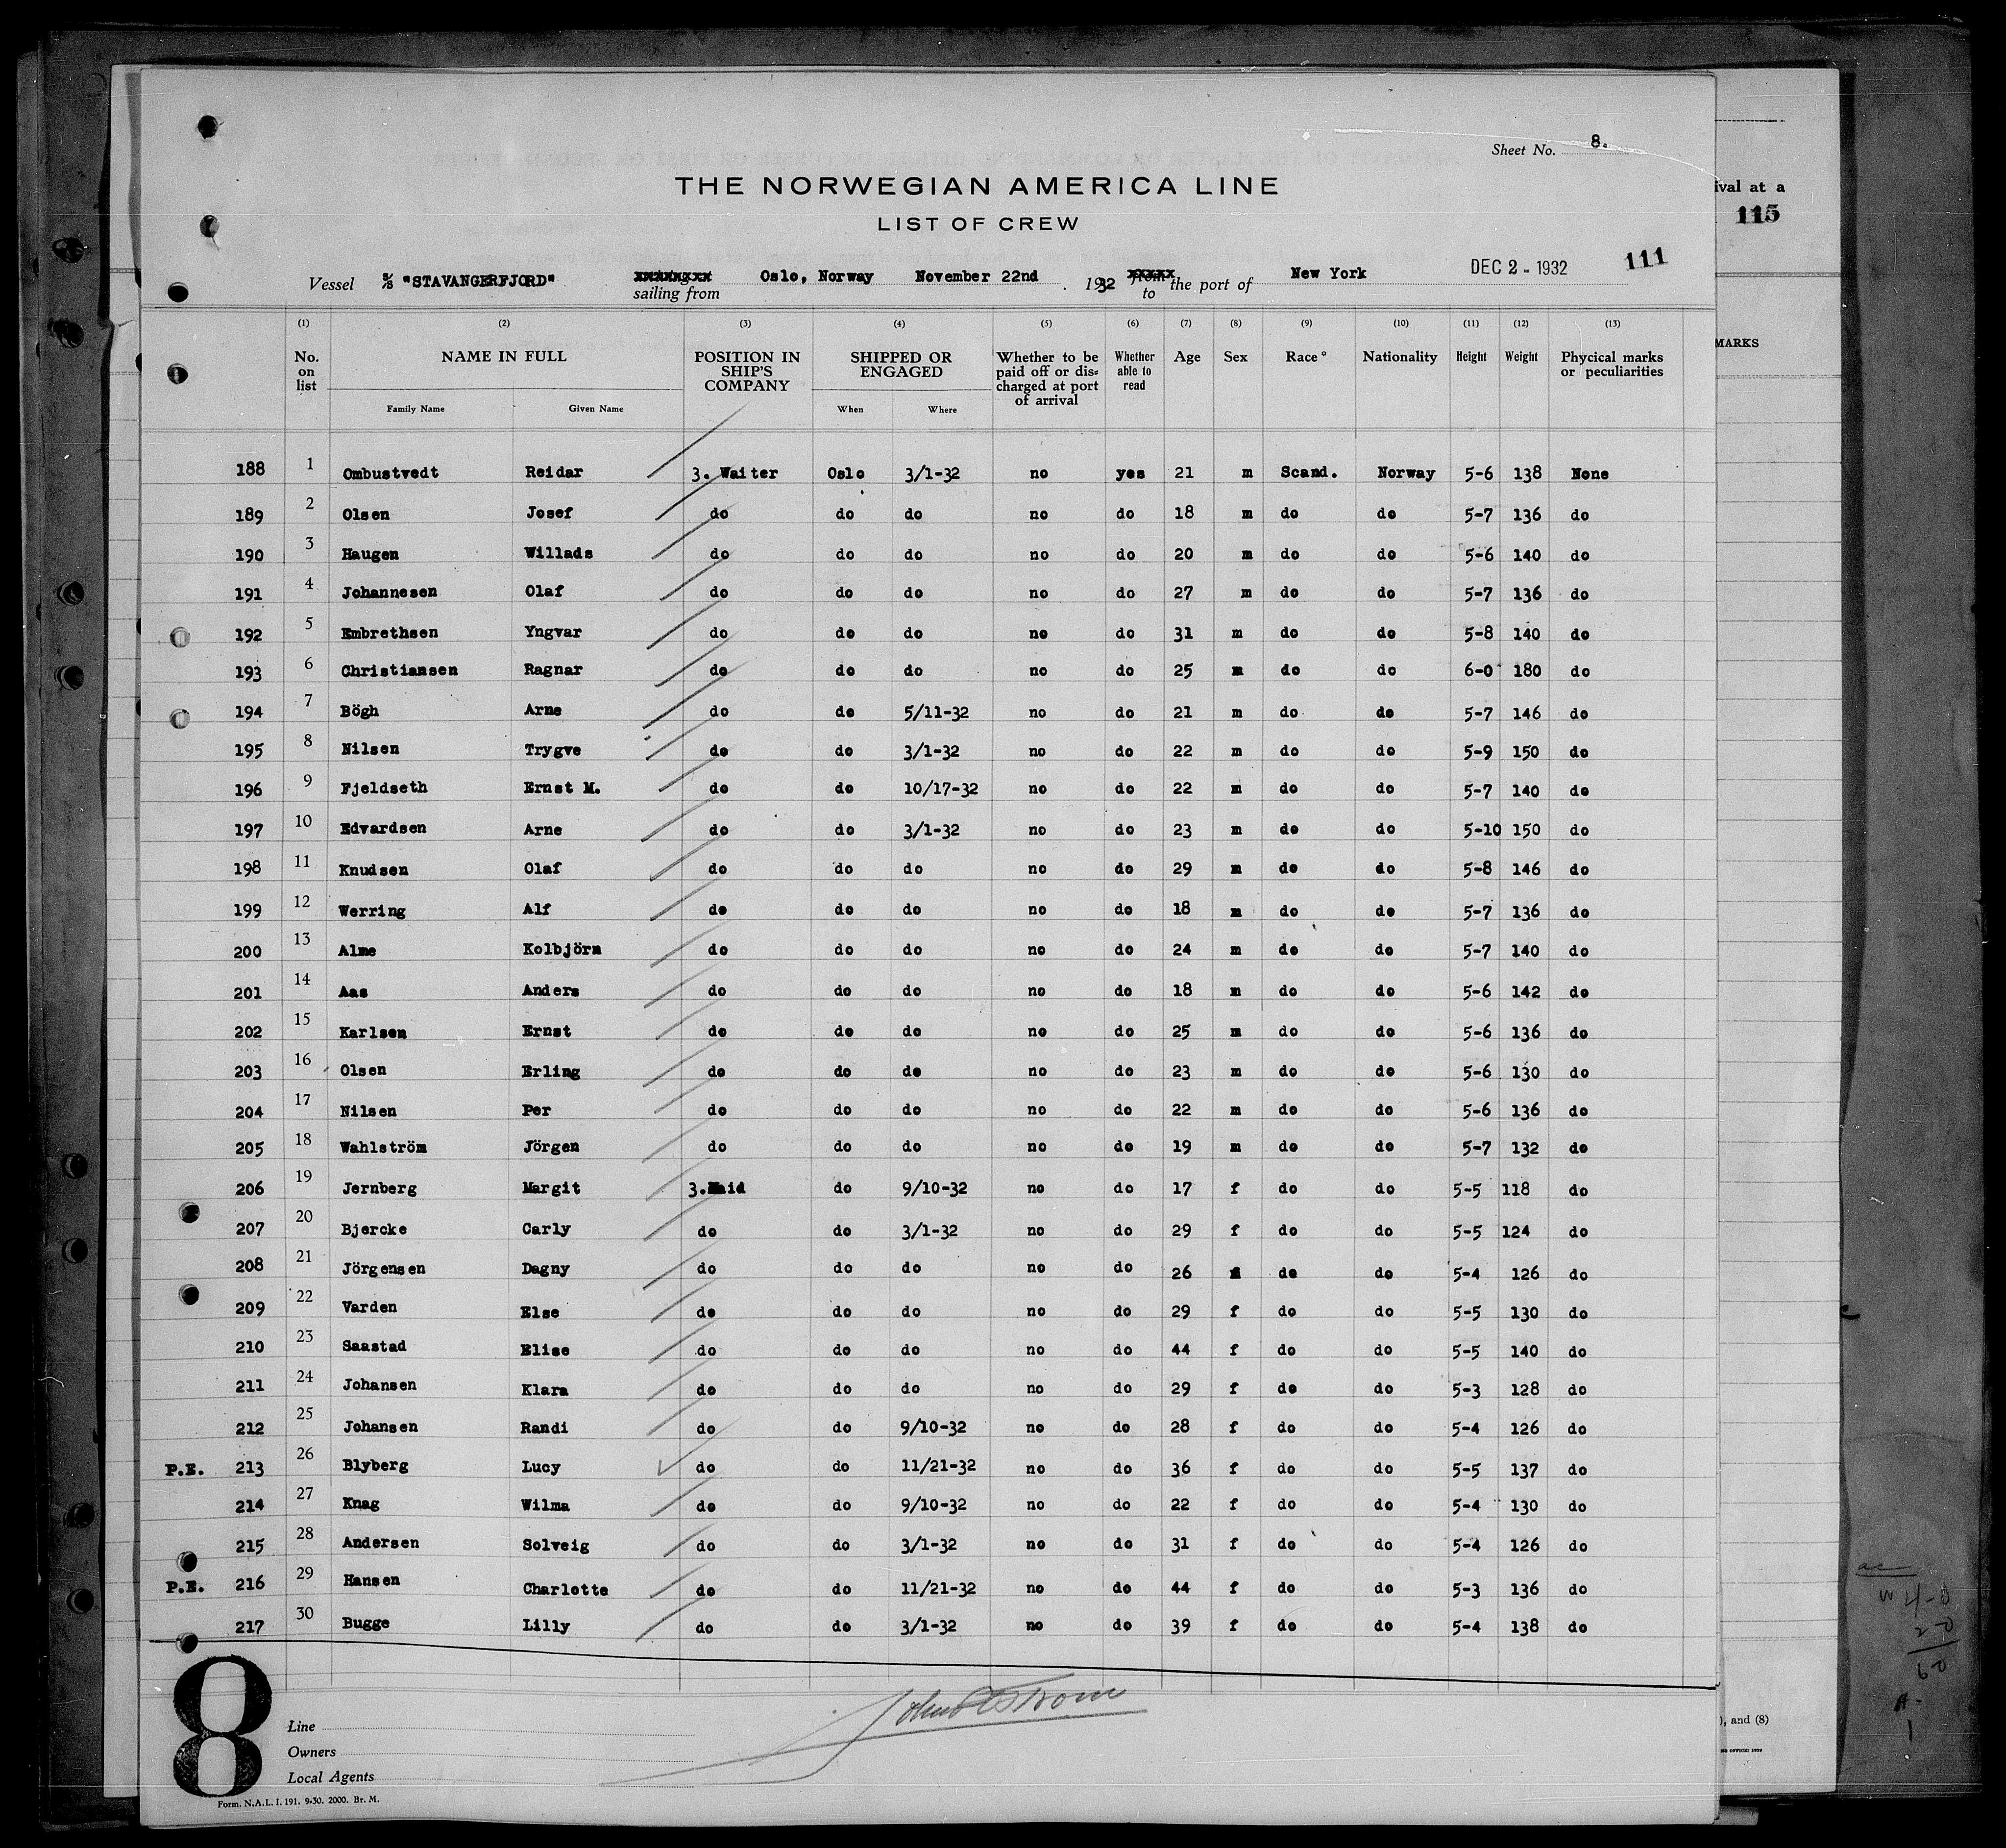 Sheet No. 8.
THE NORWEGIAN AMERICA LINE
LIST OF CREW
ival at a
115
Vessel S/S "STAVANGERFJORD" sailing from Oslo, Norway November 22nd. 1932 to the port of New York DEC 2 - 1932 111
(1) (2) (3) (4) (5) (6) (7) (8) (9) (10) (11) (12) (13)
No. on list NAME IN FULL POSITION IN SHIP'S COMPANY SHIPPED OR ENGAGED Whether to be paid off or dis=charged at port of arrival Whether able to read Age Sex Race* Nationality Height Weight Phycical marks or peculiarities
MARKS
Family Name Given Name When Where
188 1 Ombustvedt Reidar 3. Waiter Oslo 3/1-32 no yes 21 m Scand. Norway 5-6 138 None
189 2 Olsen Josef do do do no do 18 m do do 5-7 136 do
190 3 Haugen Willads do do do no do 20 m do do 5-6 140 do
191 4 Johannesen Olaf do do do no do 27 m do do 5-7 136 do
192 5 Embrethsen Yngvar do do do no do 31 m do do 5-8 140 do
193 6 Christiansen Ragnar do do do no do 25 m do do 6-0 180 do
194 7 Bögh Arne do do 5/11-32 no do 21 m do do 5-7 146 do
195 8 Nilsen Trygve do do 3/1-32 no do 22 m do do 5-9 150 do
196 9 Fjeldseth Ernst M. do do 10/17-32 no do 22 m do do 5-7 140 do
197 10 Edvardsen Arne do do 3/1-32 no do 23 m do do 5-10 150 do
198 11 Knudsen Olaf do do do no do 29 m do do 5-8 146 do
199 12 Werring Alf do do do no do 18 m do do 5-7 136 do
200 13 Alme Kolbjörn do do do no do 24 m do do 5-7 140 do
201 14 Aas Anders do do do no do 18 m do do 5-6 142 do
202 15 Karlsen Ernst do do do no do 25 m do do 5-6 136 do
203 16 Olsen Erling do do do no do 23 m do do 5-6 130 do
204 17 Nilsen Per do do do no do 22 m do do 5-6 136 do
205 18 Wahlström Jörgen do do do no do 19 m do do 5-7 132 do
206 19 Jernberg Margit 3.Maid do 9/10-32 no do 17 f do do 5-5 118 do
207 20 Bjercke Carly do do 3/1-32 no do 29 f do do 5-5 124 do
208 21 Jörgensen Dagny do do do no do 26 f do do 5-4 126 do
209 22 Varden Else do do do no do 29 f do do 5-5 130 do
210 23 Saastad Elise do do do no do 44 f do do 5-5 140 do
211 24 Johansen Klara do do do no do 29 f do do 5-3 128 do
212 25 Johansen Randi do do 9/10-32 no do 28 f do do 5-4 126 do
P.E. 213 26 Blyberg Lucy do do 11/21-32 no do 36 f do do 5-5 137 do
214 27 Knag Wilma do do 9/10-32 no do 22 f do do 5-4 130 do
215 28 Andersen Solveig do do 3/1-32 no do 31 f do do 5-4 126 do
P.E. 216 29 Hansen Charlotte do do 11/21-32 no do 44 f do do 5-3 136 do
217 30 Bugge Lilly do do 3/1-32 no do 39 f do do 5-4 138 do
8
Line
Owners
Local Agents
), and (8)
Form. N.A.L. I. 191. 9-30. 2000. Br. M.